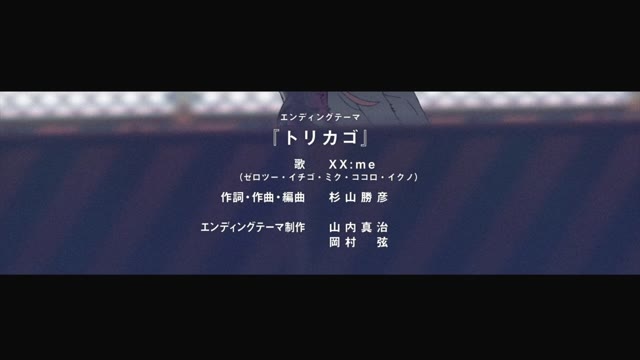 エンディングテーマ
『トリカゴ』
歌　XX:me
（ゼロツー・イチゴ・ミク・ココロ・イクノ）
作詞・作曲・編曲　杉山勝彦
エンディングテーマ制作　山内真治
岡村　弦